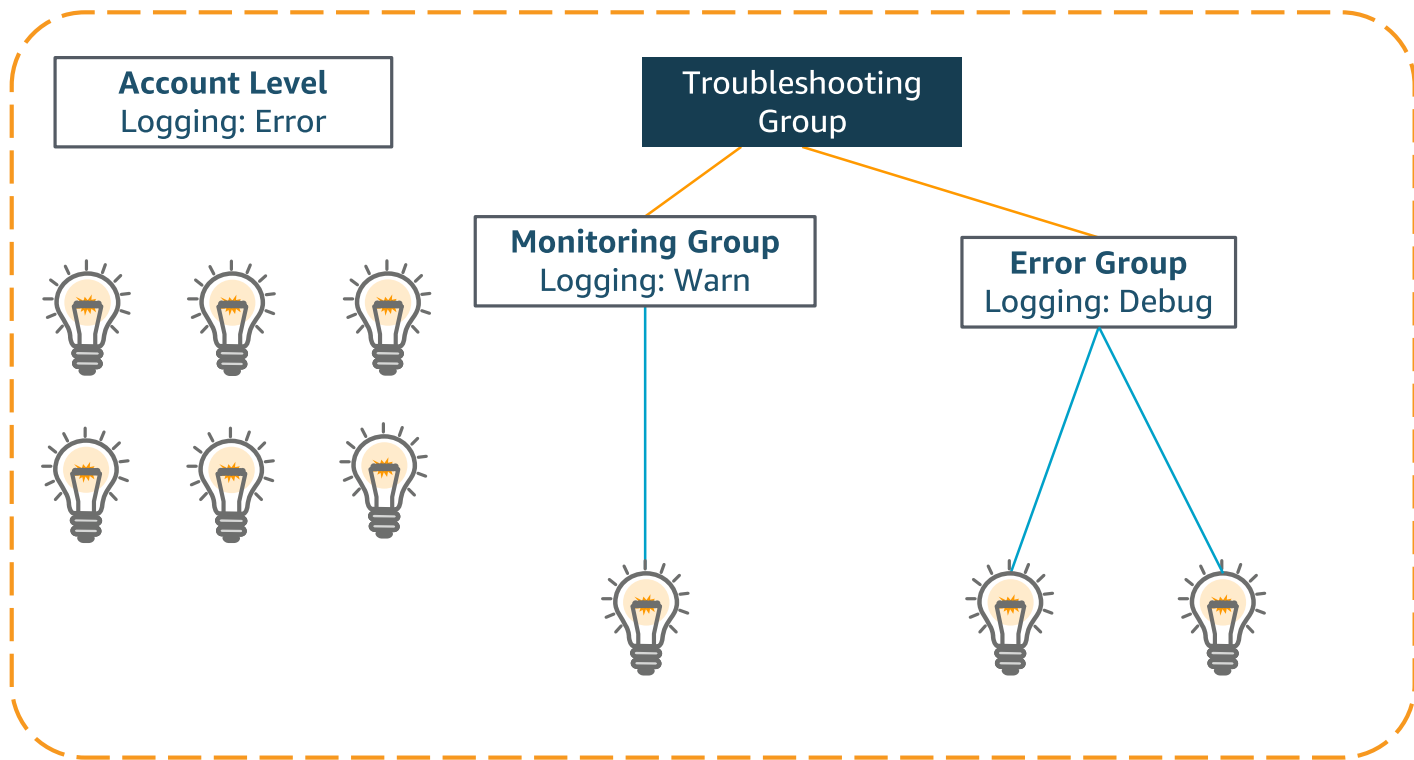 Account Level
Logging: Error
Troubleshooting
Group
Monitoring Group
Logging: Warn
Error Group
Logging: Debug